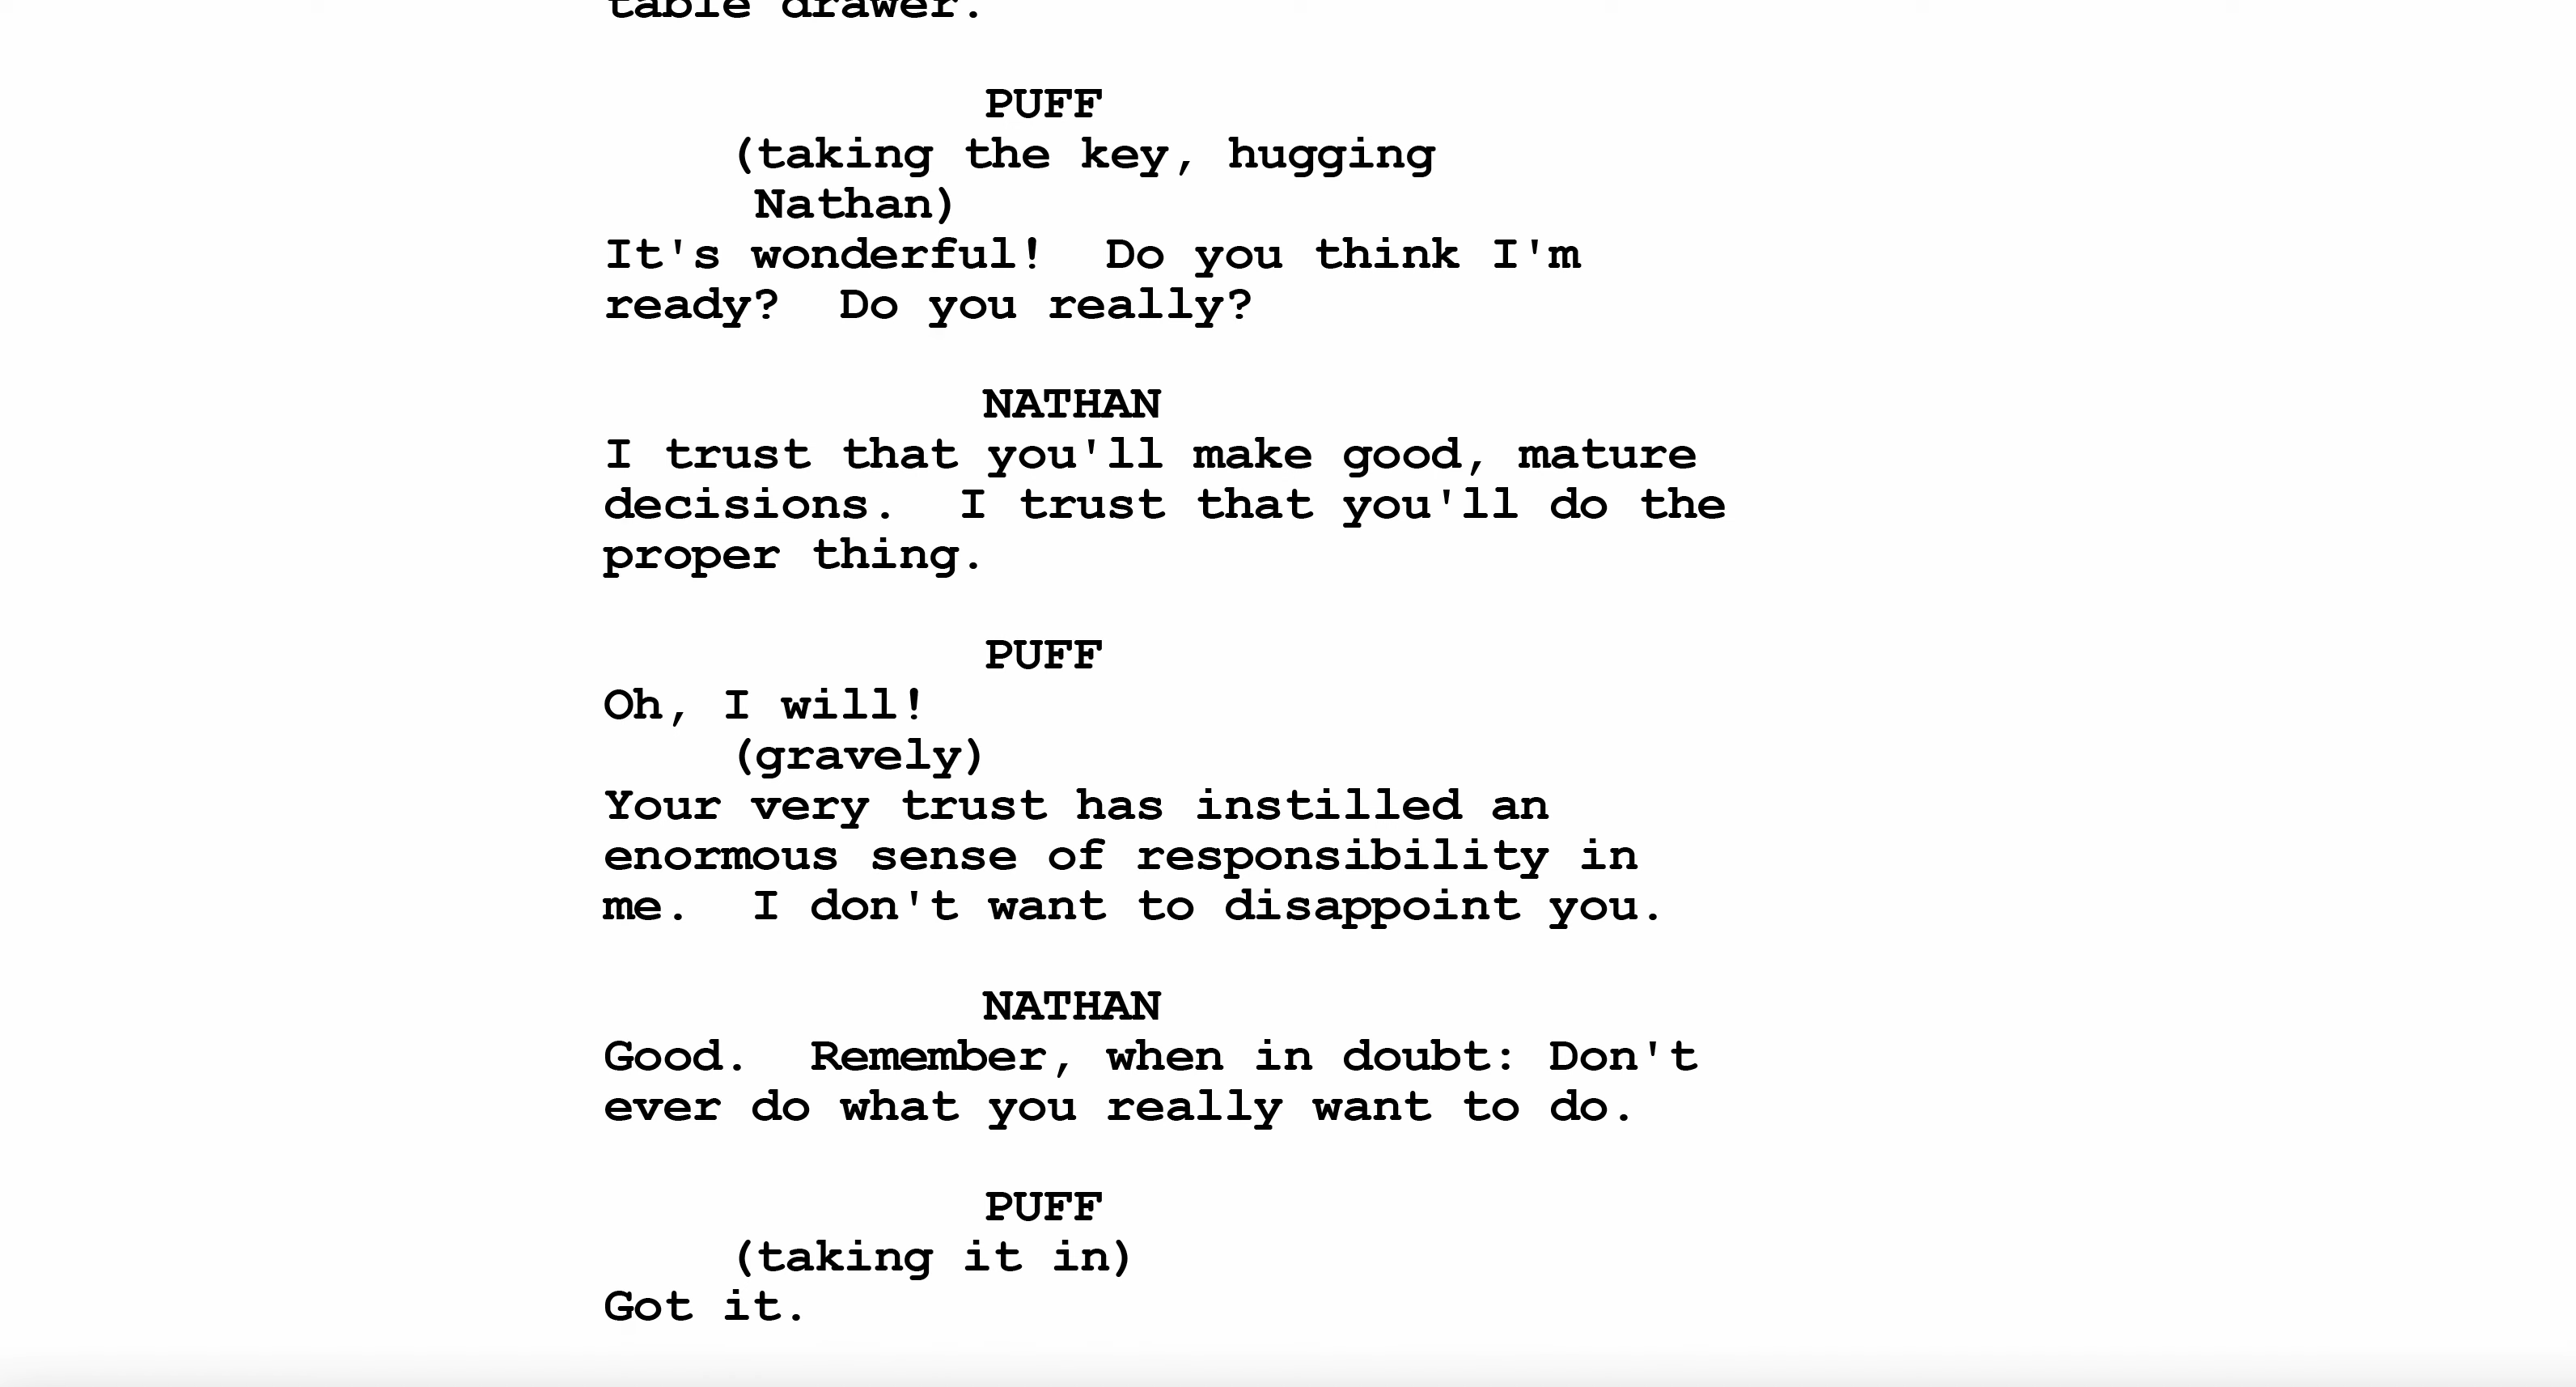 table drawer.
PUFF
(taking the key, hugging
Nathan)
It's wonderful!  Do you think I'm
ready?  Do you really?
NATHAN
I trust that you'll make good, mature
decisions.  I trust that you'll do the
proper thing.
PUFF
Oh, I will!
(gravely)
Your very trust has instilled an
enormous sense of responsibility in
me.  I don't want to disappoint you.
NATHAN
Good.  Remember, when in doubt: Don't
ever do what you really want to do.
PUFF
(taking it in)
Got it.